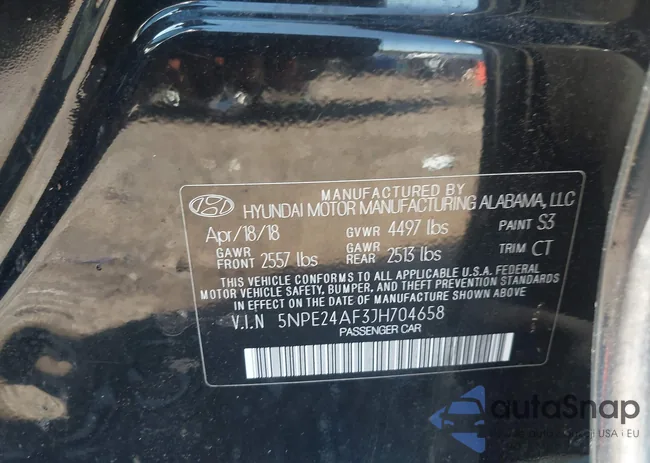 MANUFACTURED BY
HYUNDAI MOTOR MANUFACTURING ALABAMA, LLC
Apr/18/18 GVWR 4497 lbs PAINT S3
GAWR FRONT 2557 lbs GAWR REAR 2513 lbs TRIM CT
THIS VEHICLE CONFORMS TO ALL APPLICABLE U.S.A. FEDERAL
MOTOR VEHICLE SAFETY, BUMPER, AND THEFT PREVENTION STANDARDS
IN EFFECT ON THE DATE OF MANUFACTURE SHOWN ABOVE.
V.I.N 5NPE24AF3JH704658
PASSENGER CAR
autoSnap
USA i EU